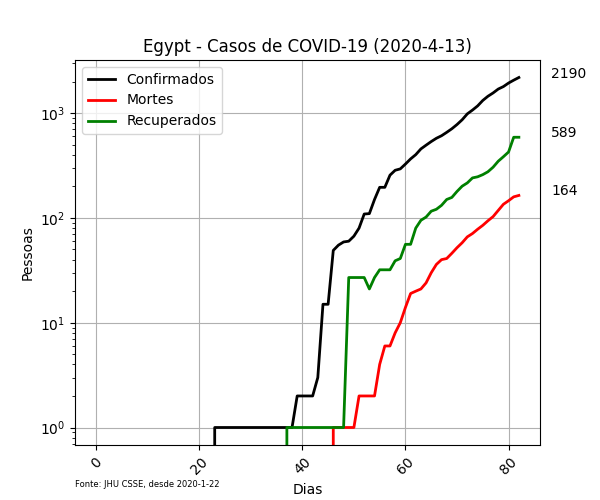 Egypt - Casos de COVID-19 (2020-4-13)
Confirmados
Mortes
Recuperados
2190
589
164
10³
10²
10¹
10⁰
Pessoas
0
20
40
60
80
Dias
Fonte: JHU CSSE, desde 2020-1-22